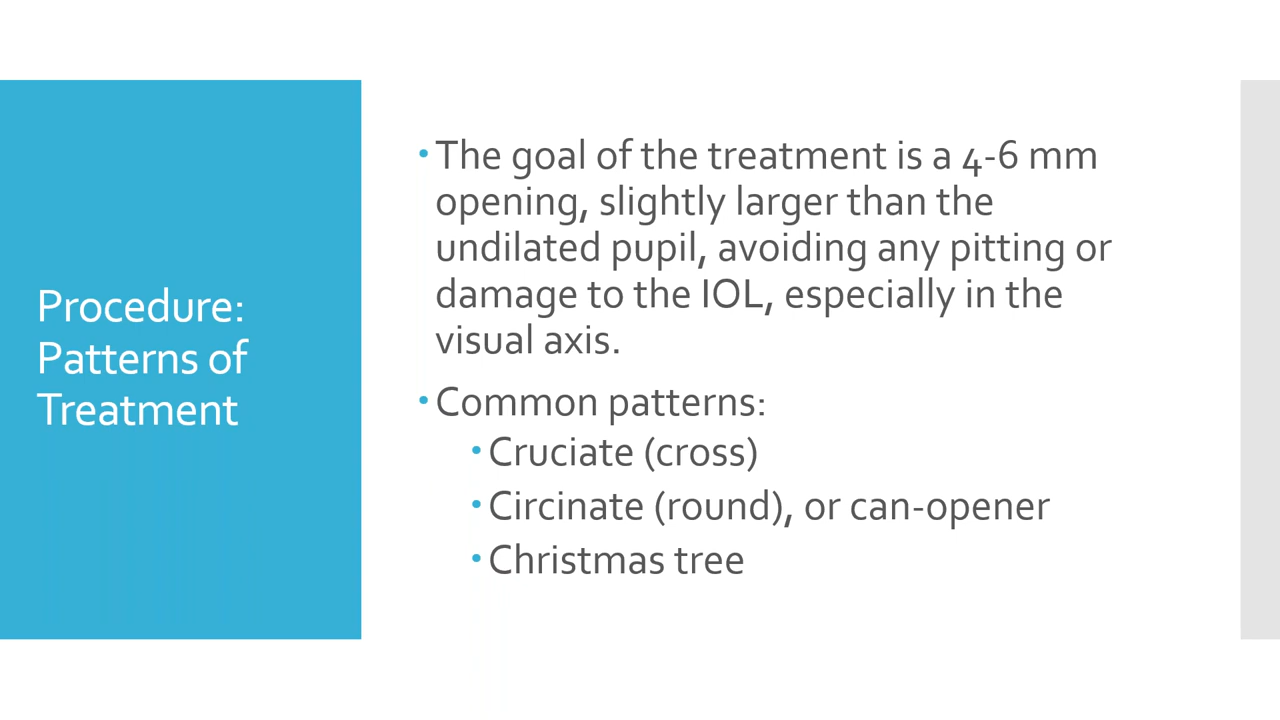 Procedure:
Patterns of
Treatment
• The goal of the treatment is a 4-6 mm
opening, slightly larger than the
undilated pupil, avoiding any pitting or
damage to the IOL, especially in the
visual axis.
• Common patterns:
• Cruciate (cross)
• Circinate (round), or can-opener
• Christmas tree